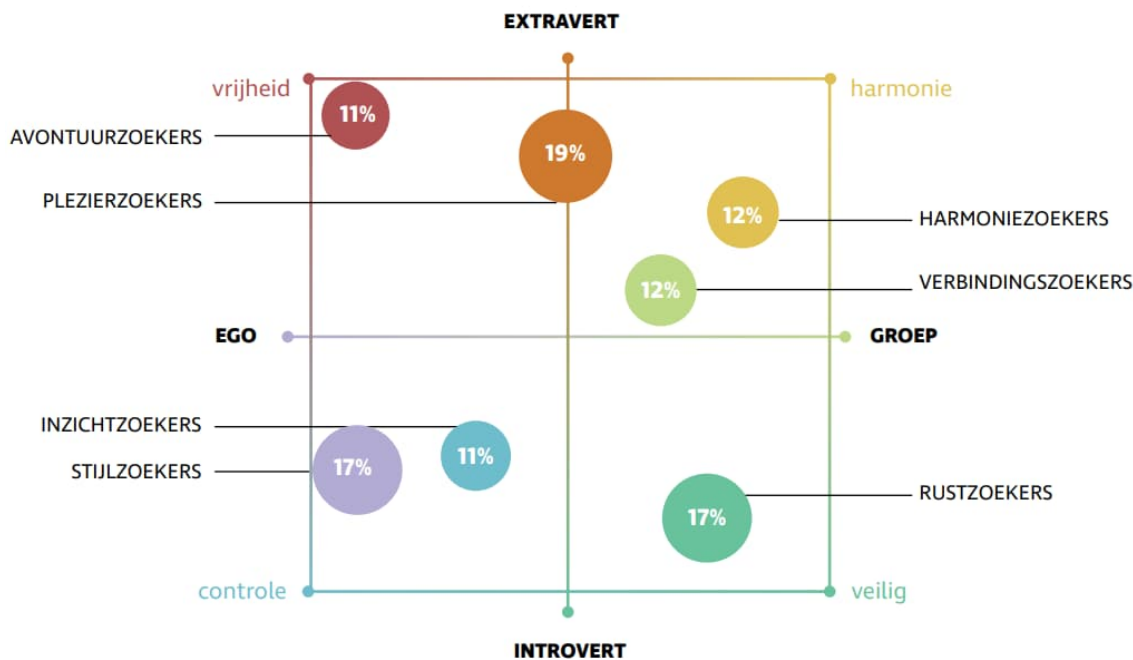 EXTRAVERT
vrijheid
harmonie
11%
AVONTUURZOEKERS
19%
PLEZIERZOEKERS
12%
HARMONIEZOEKERS
12%
VERBINDINGSZOEKERS
EGO
GROEP
INZICHTZOEKERS
11%
STIJLZOEKERS
17%
RUSTZOEKERS
17%
controle
veilig
INTROVERT